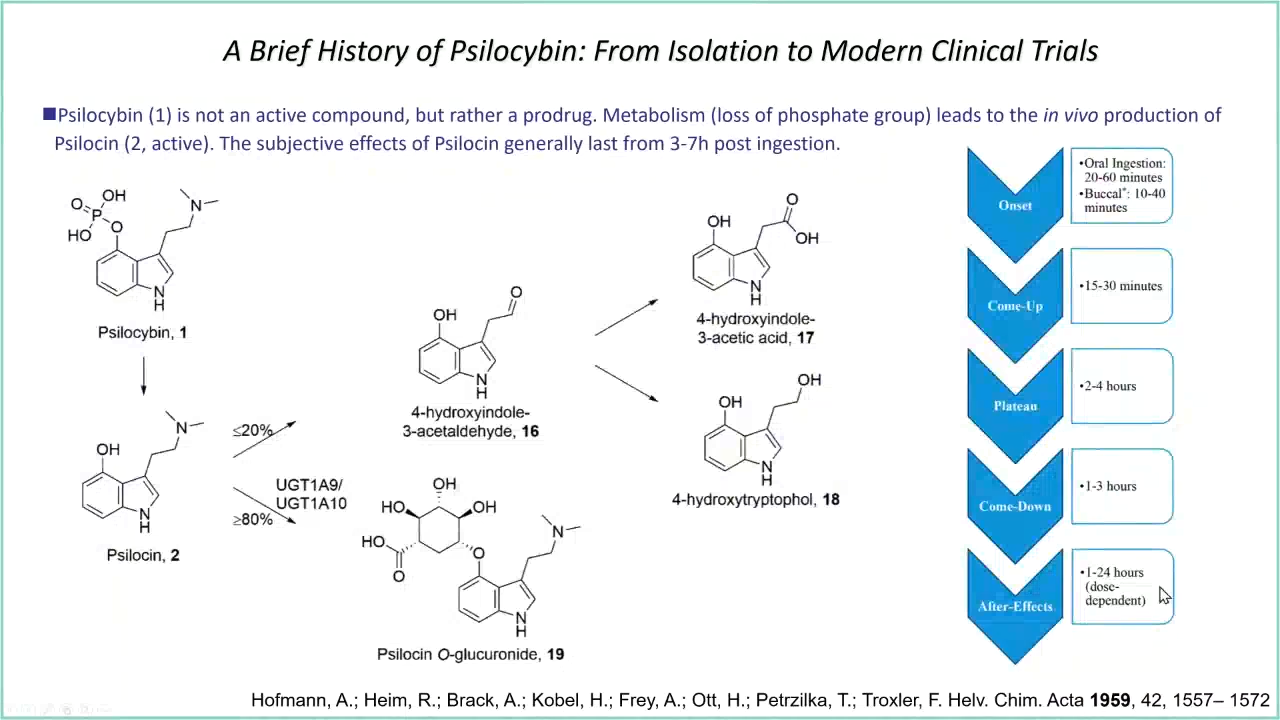 A Brief History of Psilocybin: From Isolation to Modern Clinical Trials
■Psilocybin (1) is not an active compound, but rather a prodrug. Metabolism (loss of phosphate group) leads to the in vivo production of
Psilocin (2, active). The subjective effects of Psilocin generally last from 3-7h post ingestion.
O
OH
P
HO
O
N
N
H
Psilocybin, 1
OH
N
N
H
Psilocin, 2
≤20%
UGT1A9/
UGT1A10
≥80%
OH
O
N
H
4-hydroxyindole-
3-acetaldehyde, 16
OH
HO
OH
HO
O
O
N
N
H
Psilocin O-glucuronide, 19
OH
O
OH
N
H
4-hydroxyindole-
3-acetic acid, 17
OH
OH
N
H
4-hydroxytryptophol, 18
Onset
•Oral Ingestion:
20-60 minutes
•Buccal*: 10-40
minutes
Come-Up
•15-30 minutes
Plateau
•2-4 hours
Come-Down
•1-3 hours
After-Effects
•1-24 hours
(dose-
dependent)
Hofmann, A.; Heim, R.; Brack, A.; Kobel, H.; Frey, A.; Ott, H.; Petrzilka, T.; Troxler, F. Helv. Chim. Acta 1959, 42, 1557– 1572